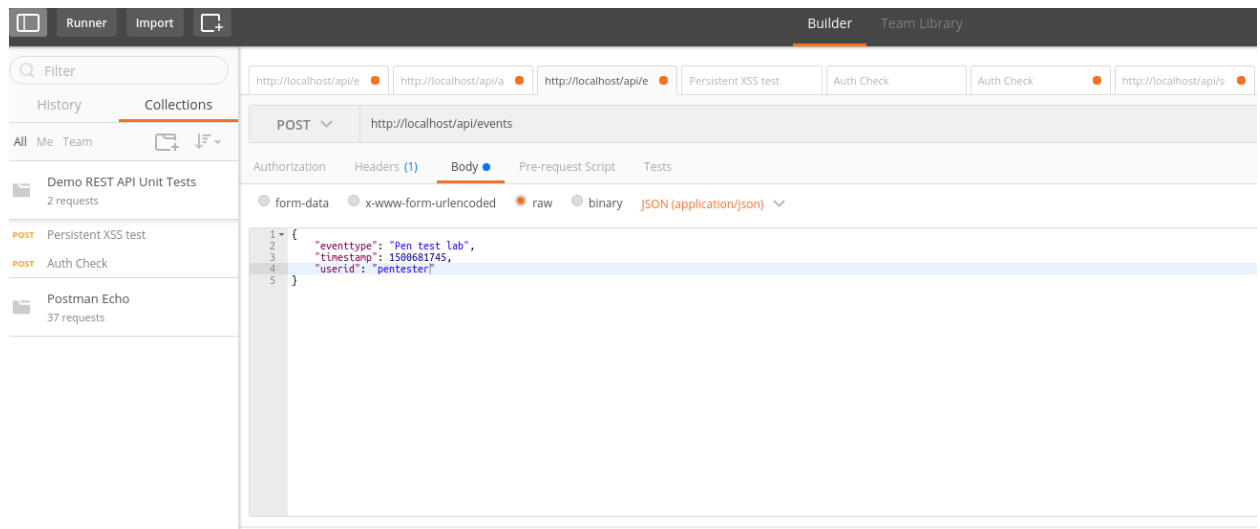 Runner Import Builder Team Library
Filter
History Collections
All Me Team
Demo REST API Unit Tests
2 requests
POST Persistent XSS test
POST Auth Check
Postman Echo
37 requests
http://localhost/api/e http://localhost/api/a http://localhost/api/e Persistent XSS test Auth Check Auth Check http://localhost/api/s
POST http://localhost/api/events
Authorization Headers (1) Body Pre-request Script Tests
form-data x-www-form-urlencoded raw binary JSON (application/json)
1 {
2 "eventtype": "Pen test lab",
3 "timestamp": 1500681745,
4 "userid": "pentester"
5 }